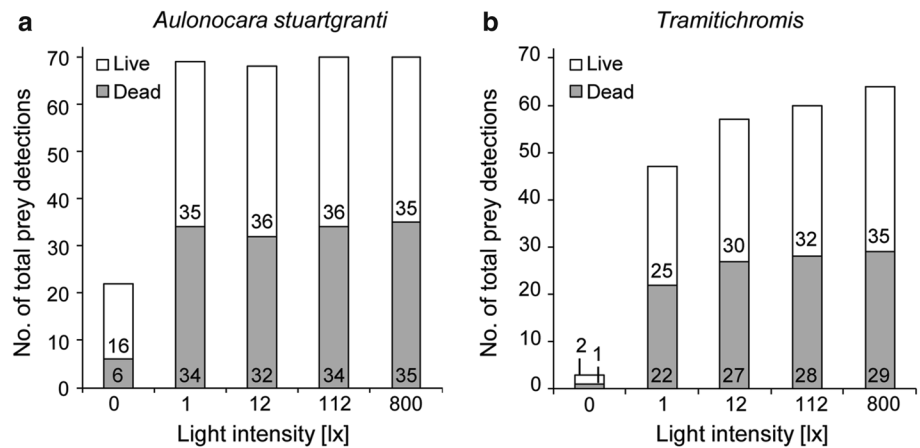 a Aulonocara stuartgranti
No. of total prey detections
70
60
50
40
30
20
10
0
Live
Dead
16
6
35
34
36
32
36
34
35
35
0 1 12 112 800
Light intensity [lx]
b Tramitichromis
No. of total prey detections
70
60
50
40
30
20
10
0
Live
Dead
2 1
25
22
30
27
32
28
35
29
0 1 12 112 800
Light intensity [lx]